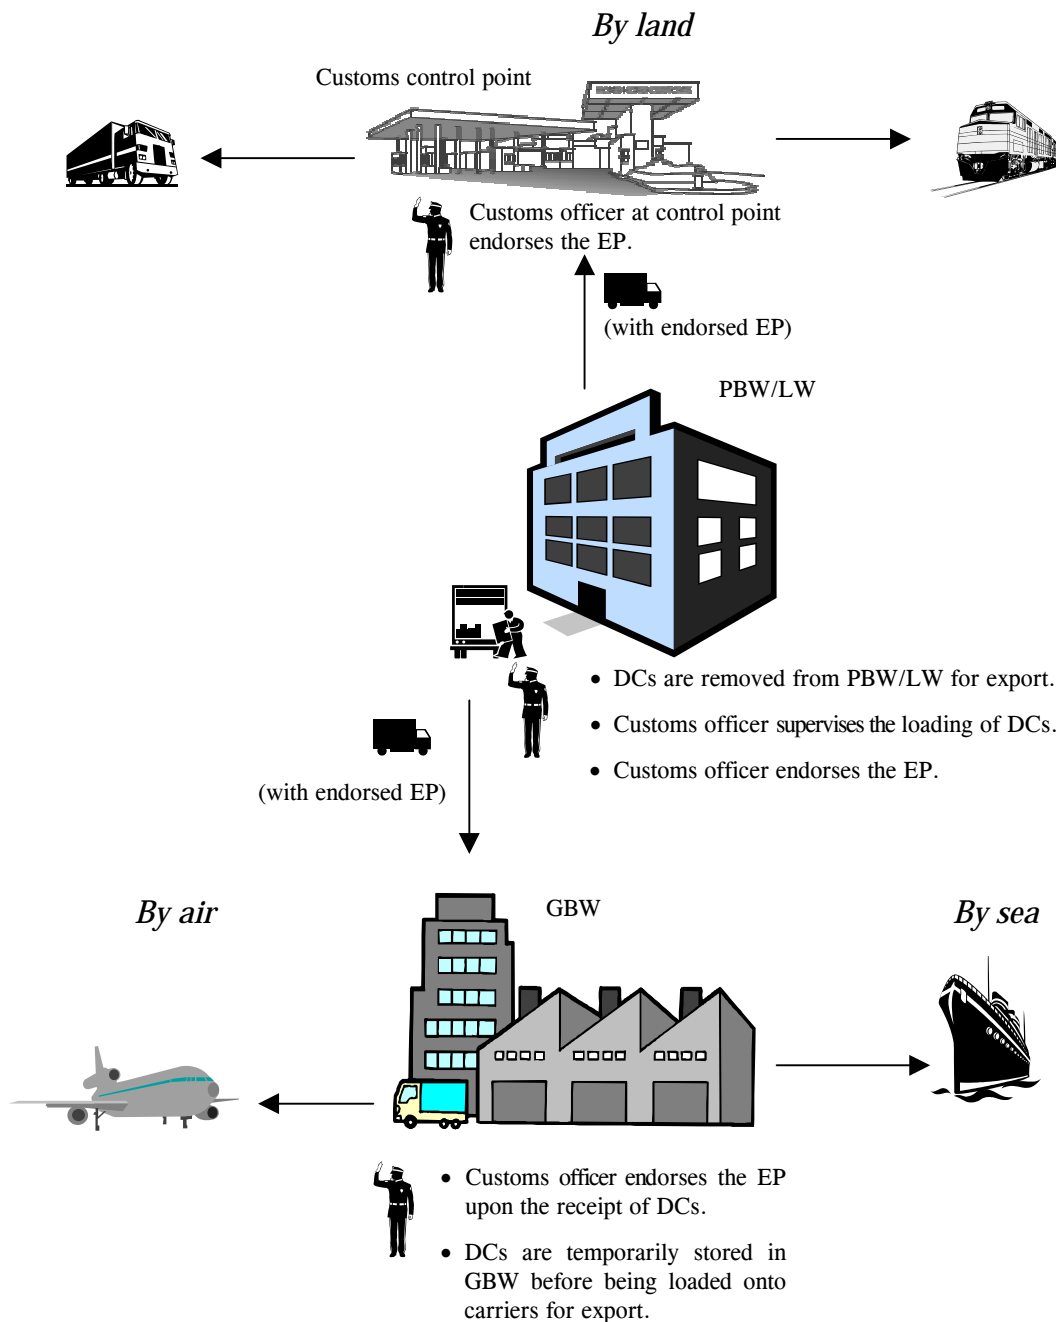 By land
Customs control point
Customs officer at control point
endorses the EP.
(with endorsed EP)
PBW/LW
• DCs are removed from PBW/LW for export.
• Customs officer supervises the loading of DCs.
• Customs officer endorses the EP.
(with endorsed EP)
By air
GBW
By sea
• Customs officer endorses the EP
upon the receipt of DCs.
• DCs are temporarily stored in
GBW before being loaded onto
carriers for export.